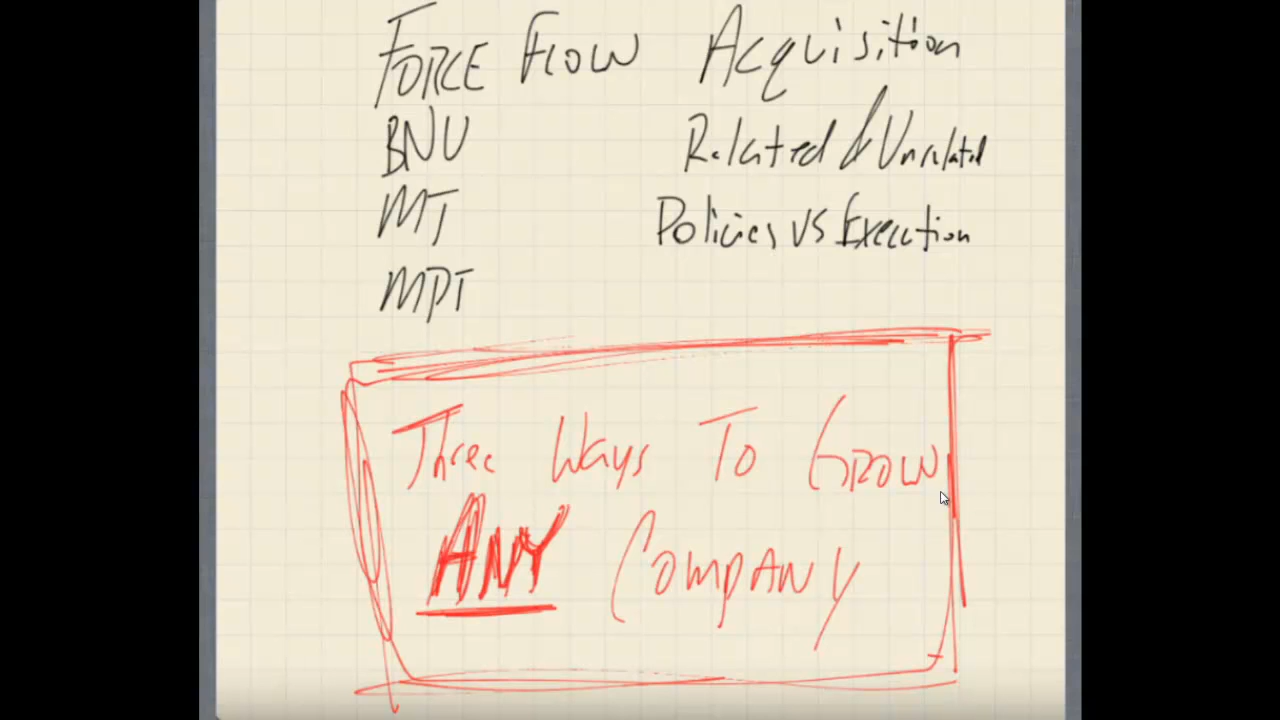 FORCE FLOW Acquisition
BNU Related & Unrelated
MT Policies VS Execution
MPT
Three Ways To GROW
ANY COMPANY